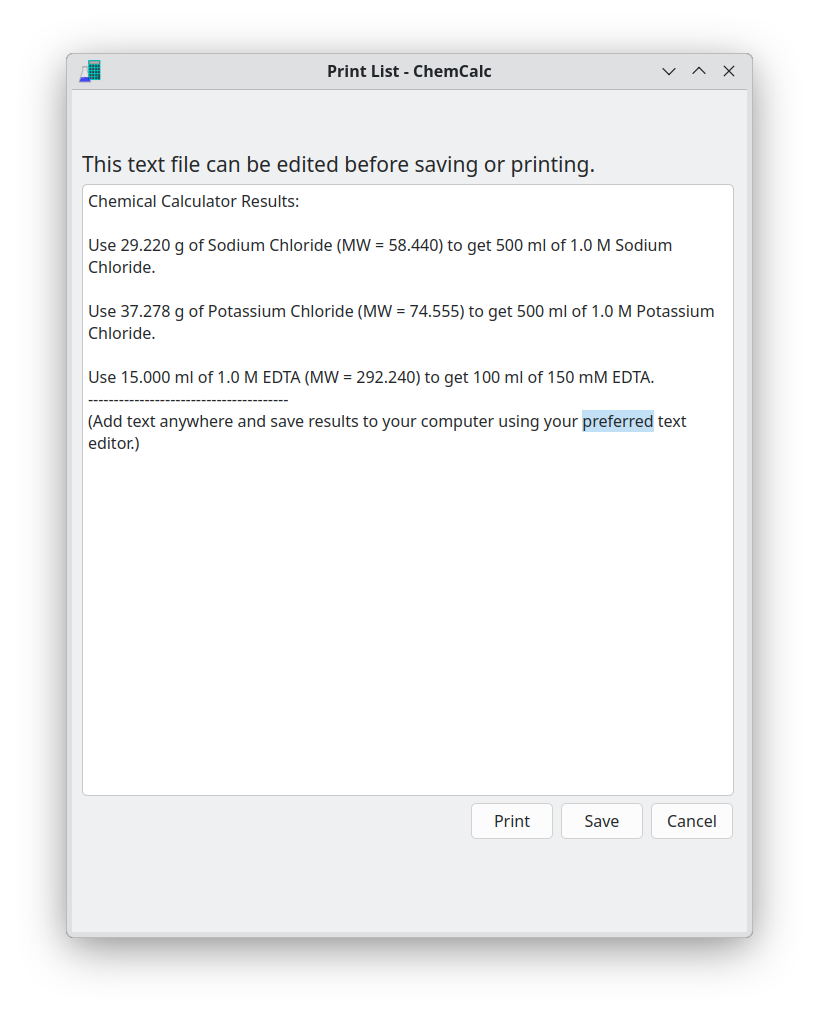 Print List - ChemCalc
This text file can be edited before saving or printing.
Chemical Calculator Results:
Use 29.220 g of Sodium Chloride (MW = 58.440) to get 500 ml of 1.0 M Sodium
Chloride.
Use 37.278 g of Potassium Chloride (MW = 74.555) to get 500 ml of 1.0 M Potassium
Chloride.
Use 15.000 ml of 1.0 M EDTA (MW = 292.240) to get 100 ml of 150 mM EDTA.
---------------------------------------
(Add text anywhere and save results to your computer using your preferred text
editor.)
Print Save Cancel